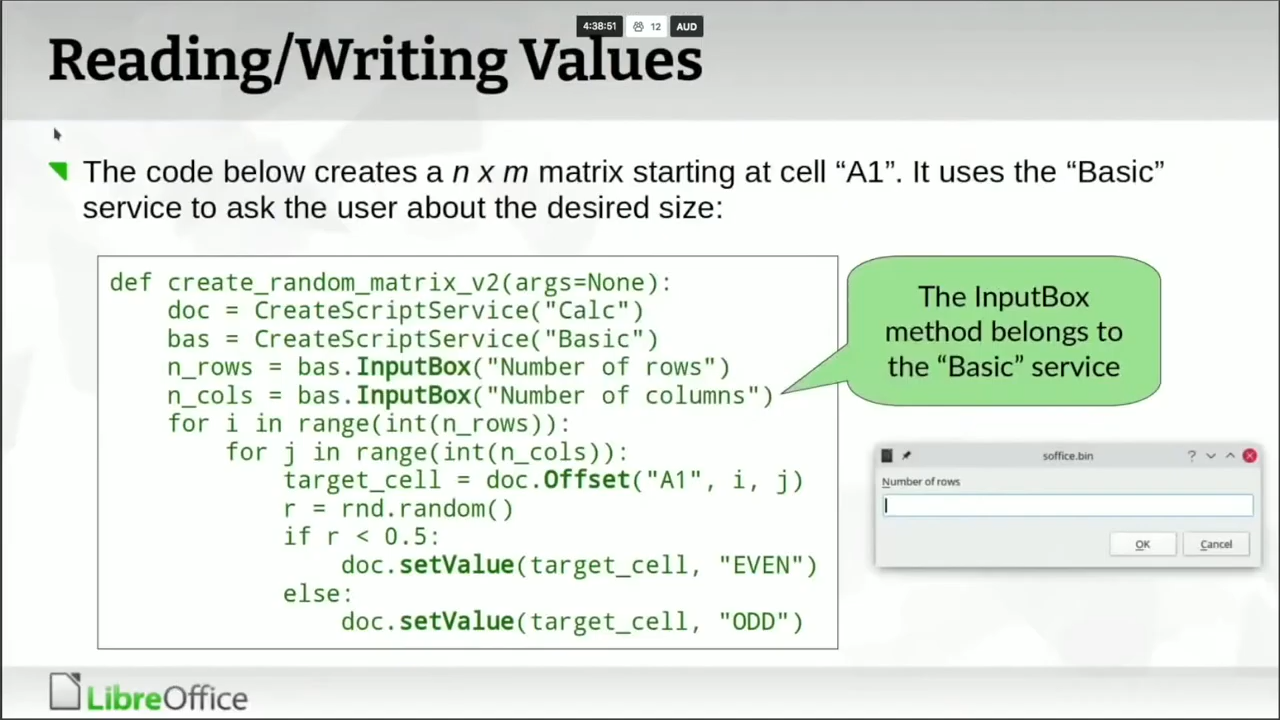 4:38:51 12 AUD
Reading/Writing Values
The code below creates a n x m matrix starting at cell “A1”. It uses the “Basic”
service to ask the user about the desired size:
def create_random_matrix_v2(args=None):
    doc = CreateScriptService("Calc")
    bas = CreateScriptService("Basic")
    n_rows = bas.InputBox("Number of rows")
    n_cols = bas.InputBox("Number of columns")
    for i in range(int(n_rows)):
        for j in range(int(n_cols)):
            target_cell = doc.Offset("A1", i, j)
            r = rnd.random()
            if r < 0.5:
                doc.setValue(target_cell, "EVEN")
            else:
                doc.setValue(target_cell, "ODD")
The InputBox
method belongs to
the “Basic” service
soffice.bin
Number of rows
OK Cancel
LibreOffice